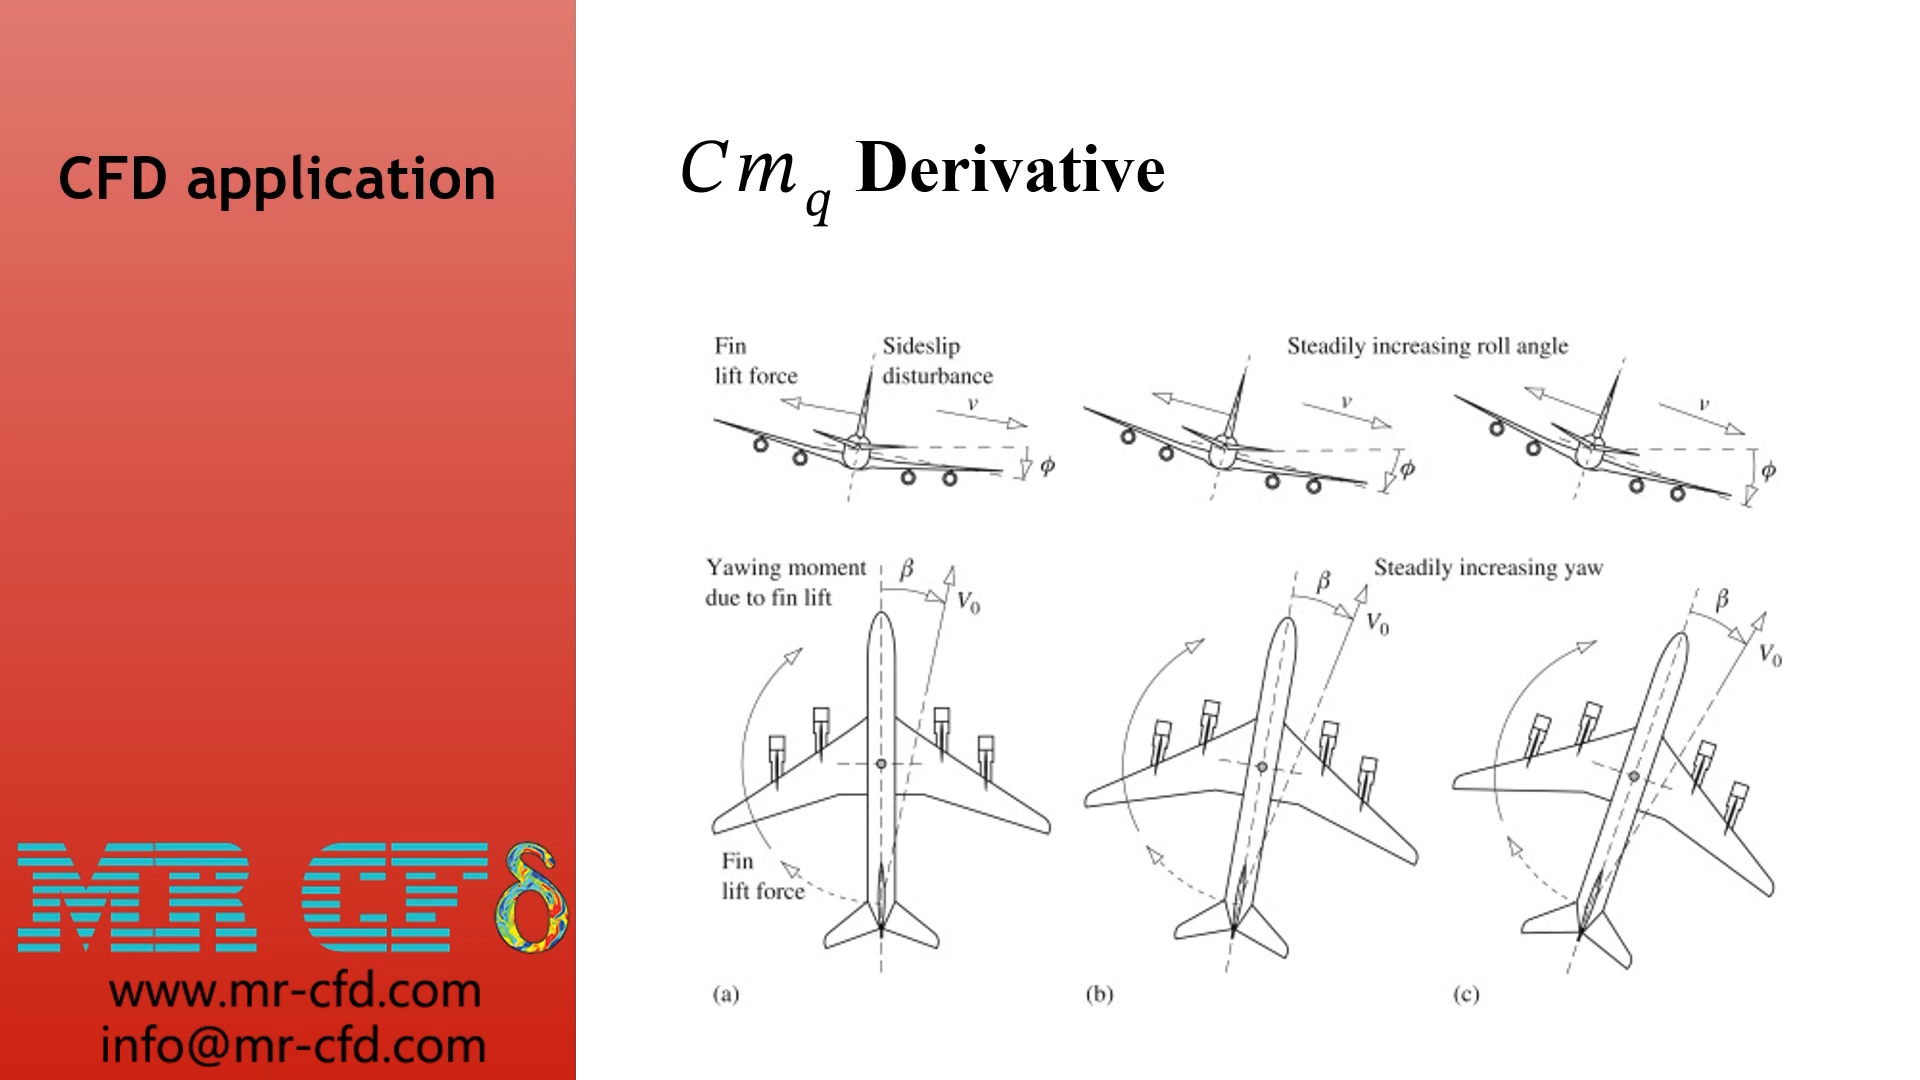 CFD application
Cm_q Derivative
Fin
lift force
Sideslip
disturbance
v
ϕ
Steadily increasing roll angle
v
ϕ
v
ϕ
Yawing moment
due to fin lift
β
V₀
Fin
lift force
β
V₀
Steadily increasing yaw
β
V₀
(a)
(b)
(c)
MR CFδ
www.mr-cfd.com
info@mr-cfd.com